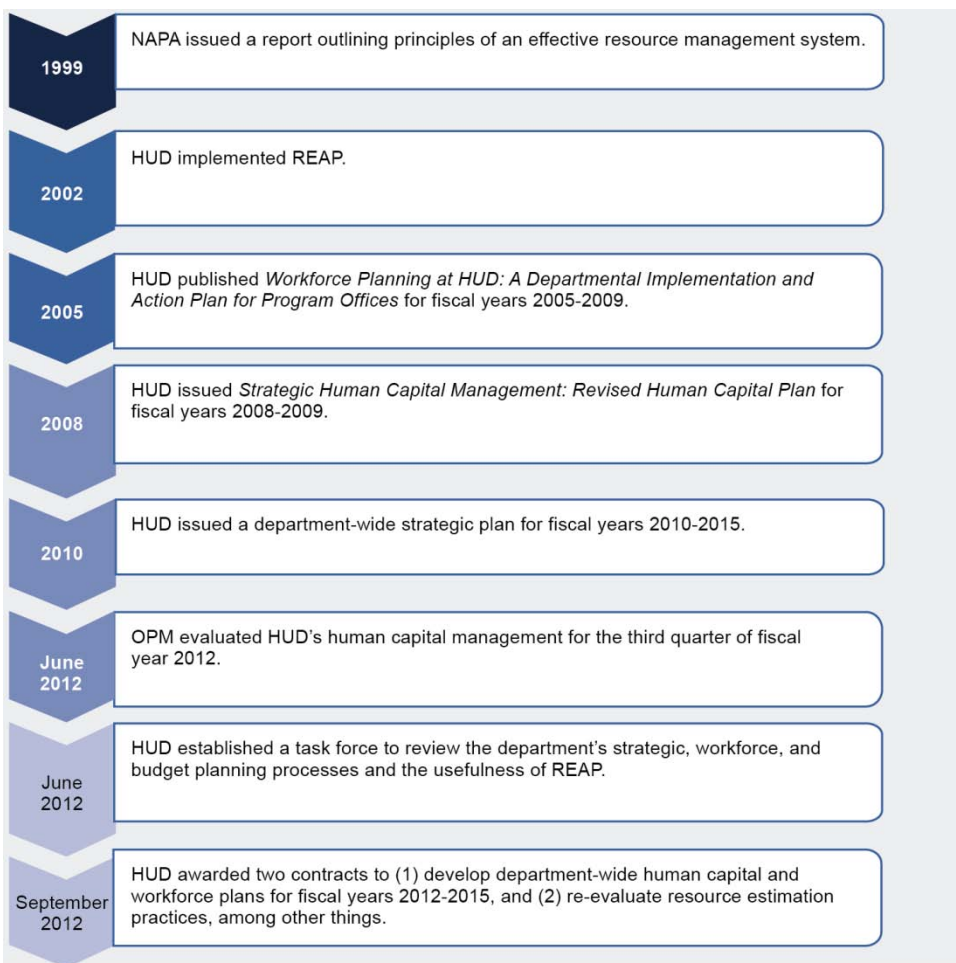 1999
NAPA issued a report outlining principles of an effective resource management system.
2002
HUD implemented REAP.
2005
HUD published Workforce Planning at HUD: A Departmental Implementation and
Action Plan for Program Offices for fiscal years 2005-2009.
2008
HUD issued Strategic Human Capital Management: Revised Human Capital Plan for
fiscal years 2008-2009.
2010
HUD issued a department-wide strategic plan for fiscal years 2010-2015.
June
2012
OPM evaluated HUD’s human capital management for the third quarter of fiscal
year 2012.
June
2012
HUD established a task force to review the department’s strategic, workforce, and
budget planning processes and the usefulness of REAP.
September
2012
HUD awarded two contracts to (1) develop department-wide human capital and
workforce plans for fiscal years 2012-2015, and (2) re-evaluate resource estimation
practices, among other things.